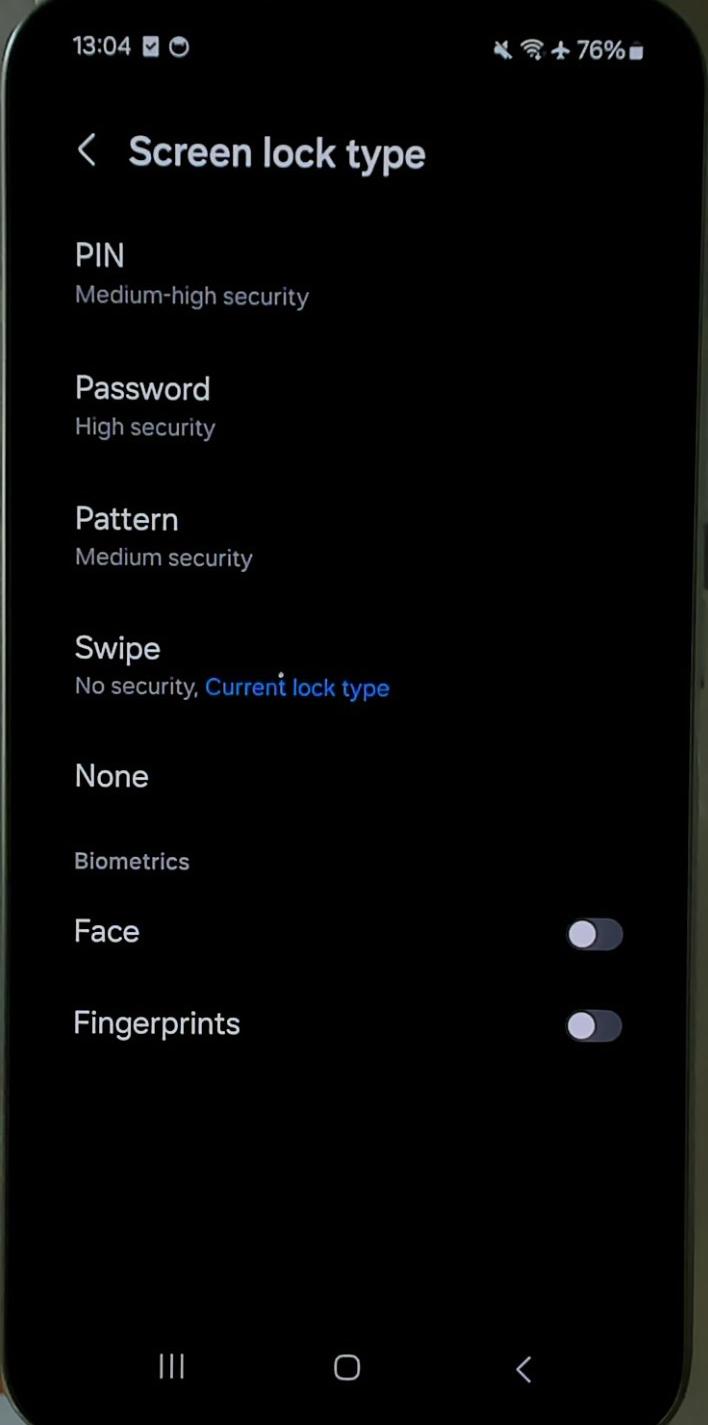 13:04 76%
Screen lock type
PIN
Medium-high security
Password
High security
Pattern
Medium security
Swipe
No security, Current lock type
None
Biometrics
Face
Fingerprints